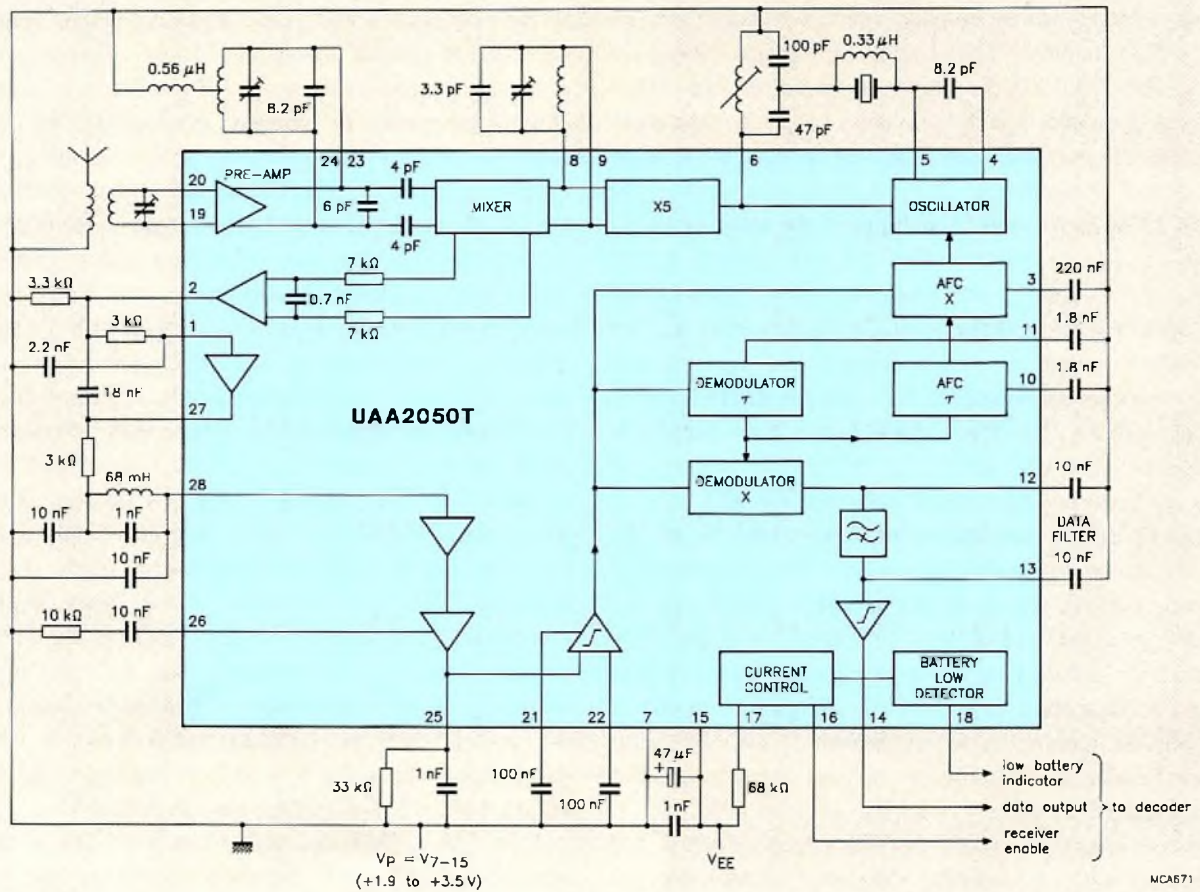 0.56 μH
8.2 pF
3.3 pF
100 pF
0.33 μH
8.2 pF
47 pF
24 23
8
9
6
5
4
PRE-AMP
20
19
4 pF
6 pF
4 pF
MIXER
X5
OSCILLATOR
3.3 kΩ
2
7 kΩ
0.7 nF
7 kΩ
3 kΩ
1
2.2 nF
18 nF
27
UAA2050T
AFC
X
3
220 nF
11
1.8 nF
DEMODULATOR
τ
AFC
τ
10
1.8 nF
3 kΩ
68 mH
28
DEMODULATOR
X
12
10 nF
10 nF
1 nF
10 nF
DATA
FILTER
13
10 nF
10 kΩ
10 nF
26
CURRENT
CONTROL
BATTERY
LOW
DETECTOR
25
21
22
7
15
17
16
14
18
33 kΩ
1 nF
100 nF
100 nF
47 μF
+
1 nF
68 kΩ
low battery
indicator
data output
to decoder
receiver
enable
VP = V7-15
(+1.9 to +3.5 V)
VEE
MCA671